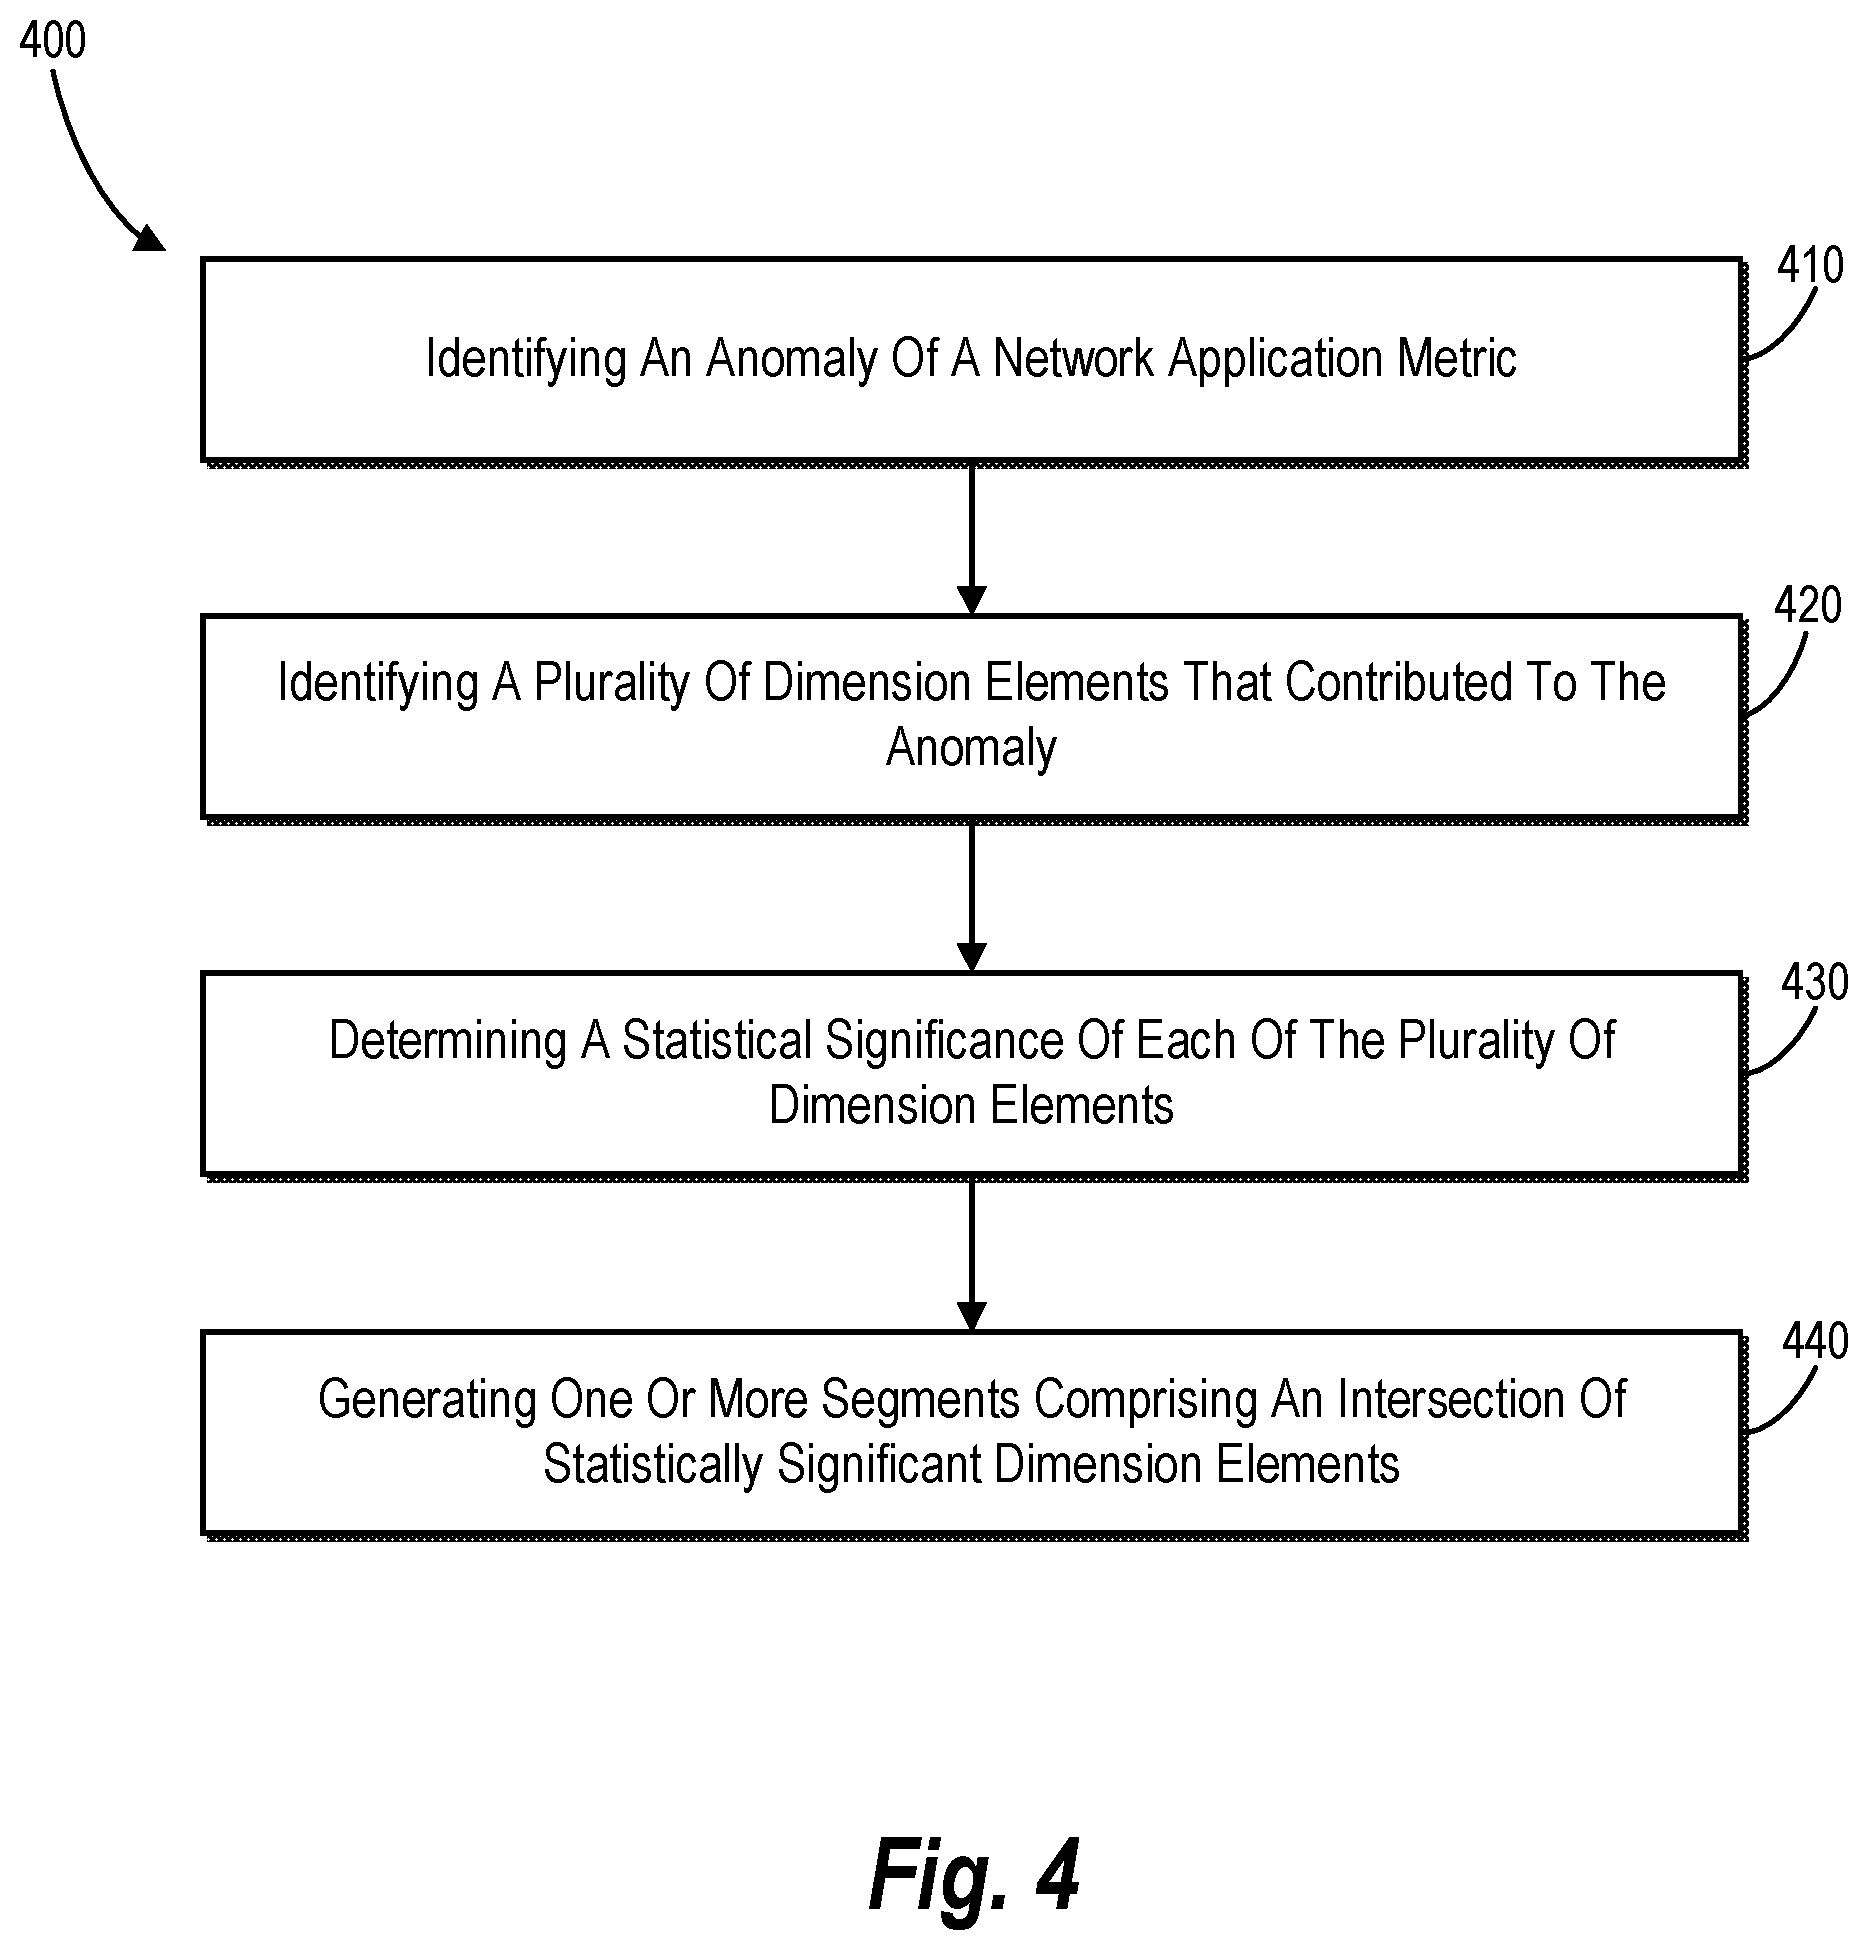 400
410
Identifying An Anomaly Of A Network Application Metric
420
Identifying A Plurality Of Dimension Elements That Contributed To The
Anomaly
430
Determining A Statistical Significance Of Each Of The Plurality Of
Dimension Elements
440
Generating One Or More Segments Comprising An Intersection Of
Statistically Significant Dimension Elements
Fig. 4